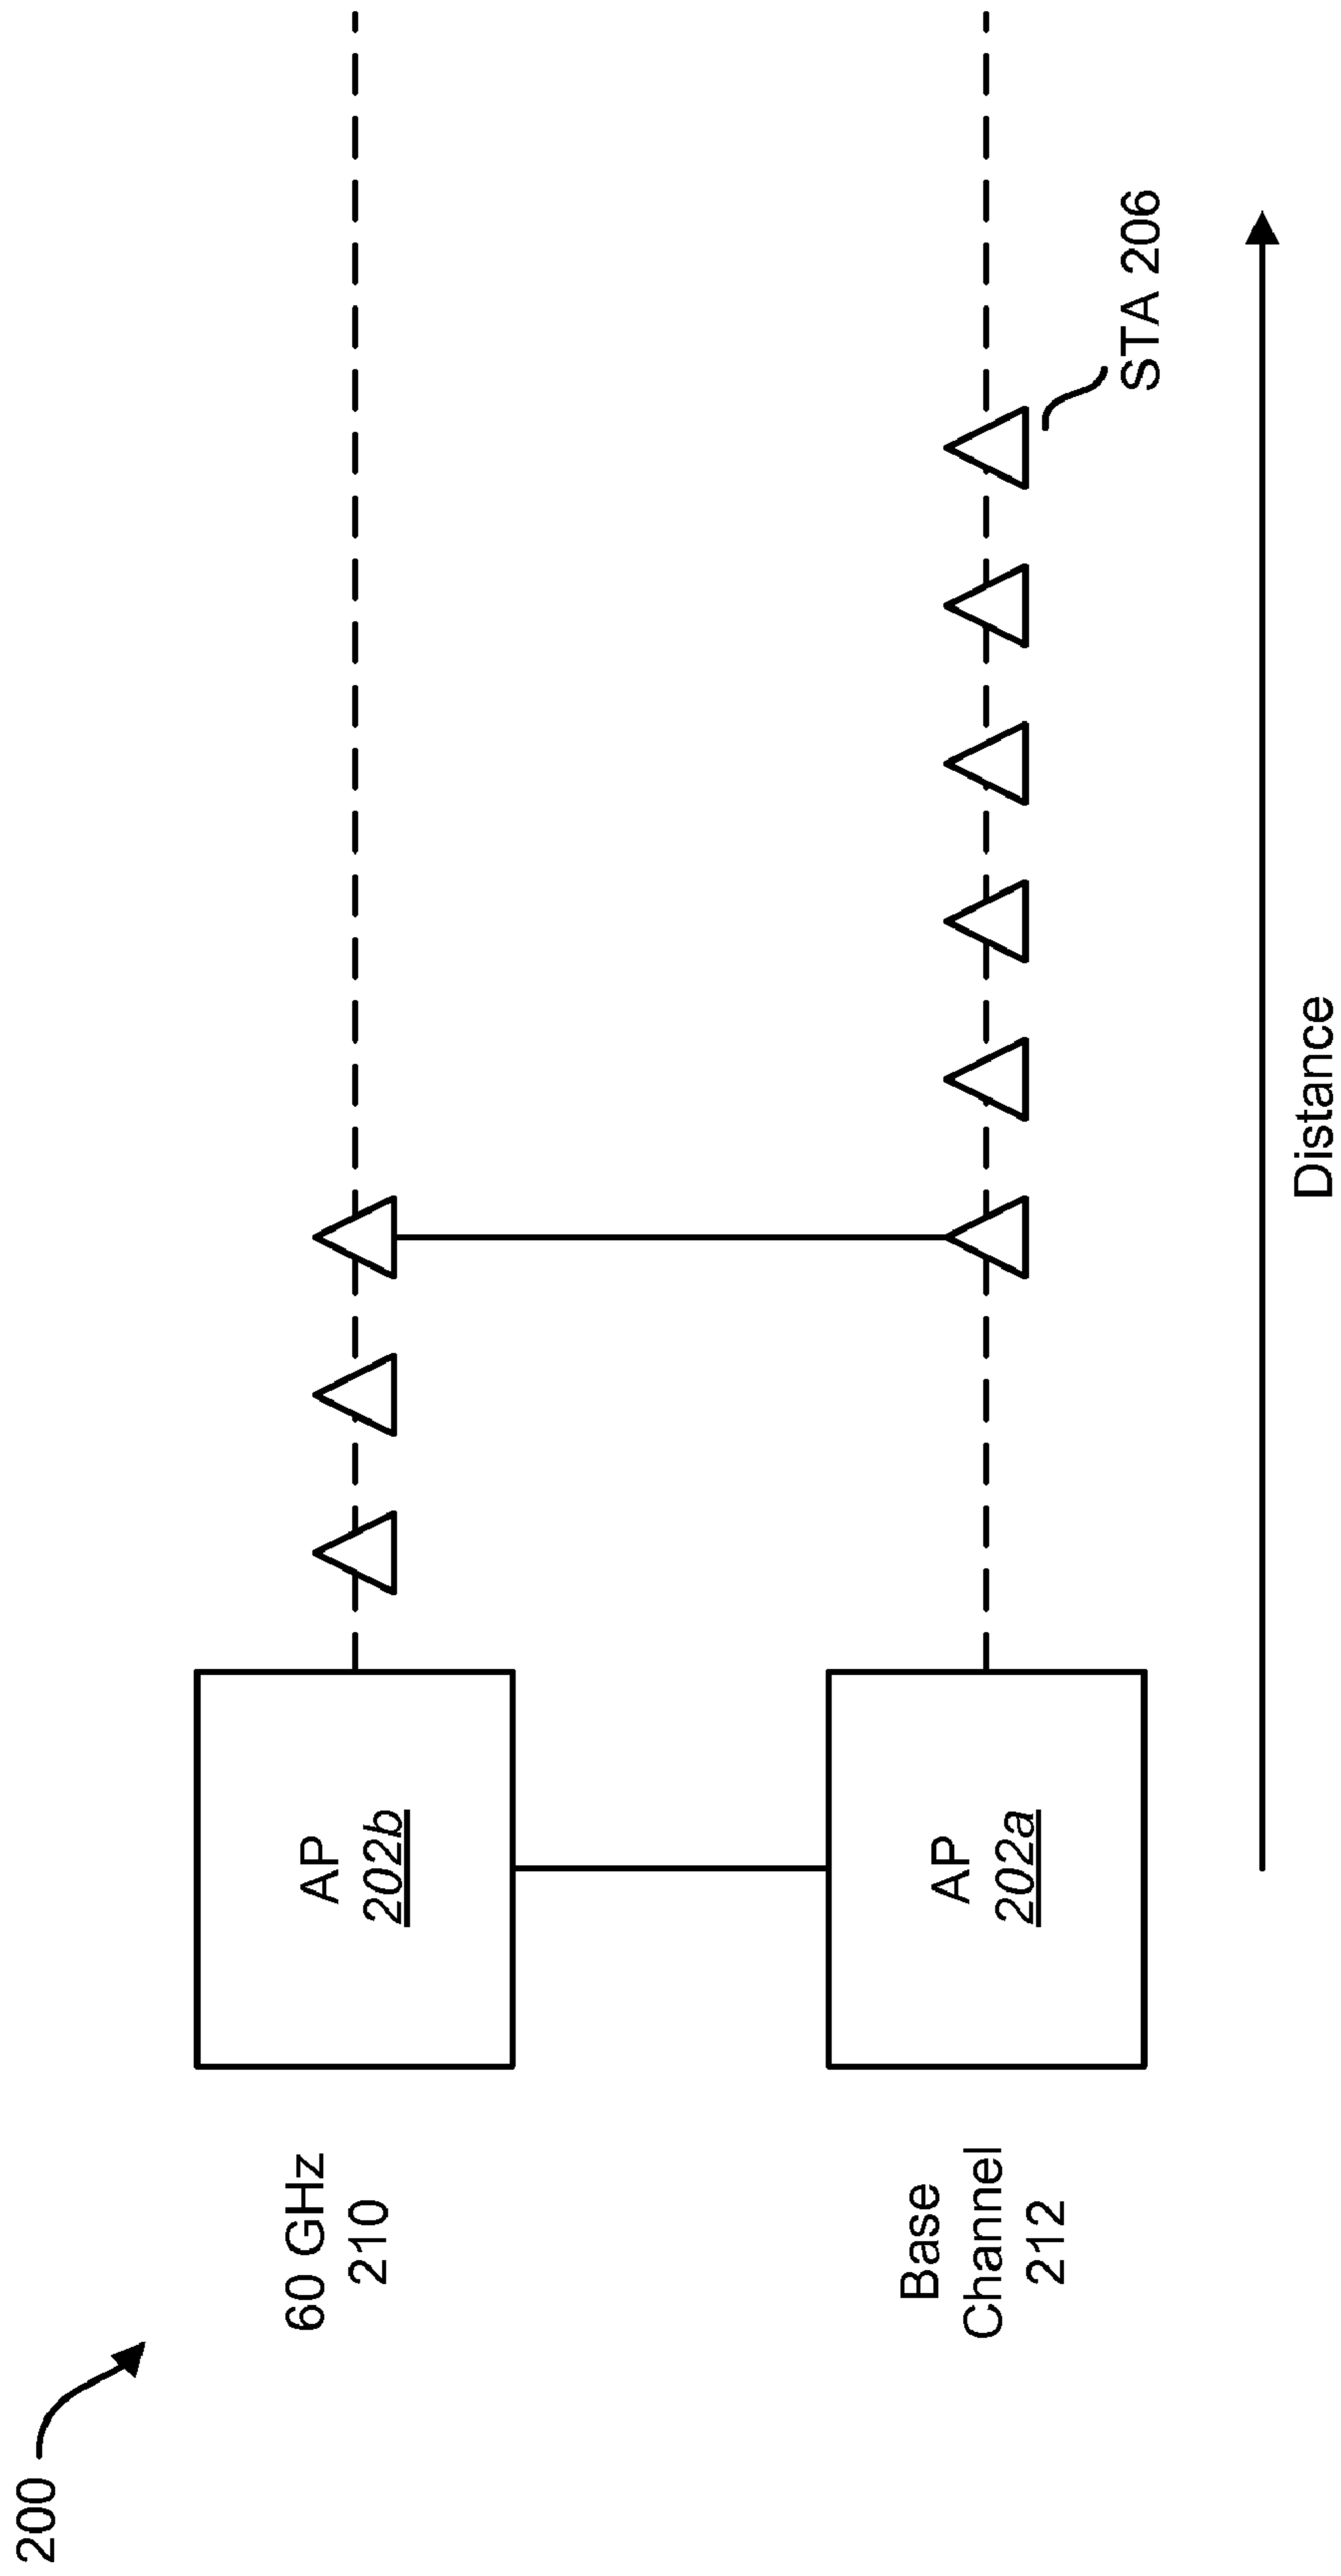 200
60 GHz
210
AP
202b
Base
Channel
212
AP
202a
STA 206
Distance